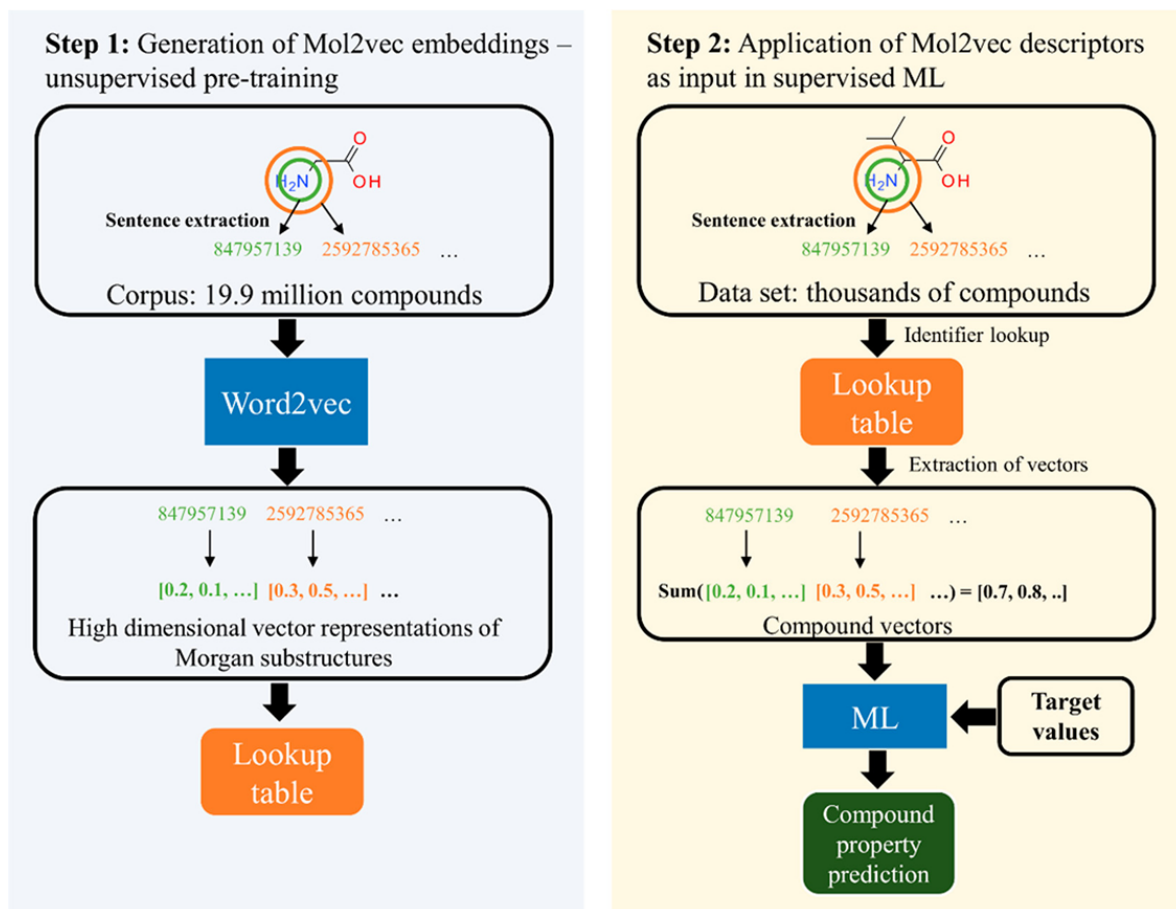 Step 1: Generation of Mol2vec embeddings –
unsupervised pre-training
O
H₂N
OH
Sentence extraction
847957139 2592785365 ...
Corpus: 19.9 million compounds
Word2vec
847957139 2592785365 ...
[0.2, 0.1, ...] [0.3, 0.5, ...] ...
High dimensional vector representations of
Morgan substructures
Lookup
table
Step 2: Application of Mol2vec descriptors
as input in supervised ML
O
H₂N
OH
Sentence extraction
847957139 2592785365 ...
Data set: thousands of compounds
Identifier lookup
Lookup
table
Extraction of vectors
847957139 2592785365 ...
Sum([0.2, 0.1, ...] [0.3, 0.5, ...] ...) = [0.7, 0.8, ..]
Compound vectors
ML
Target
values
Compound
property
prediction